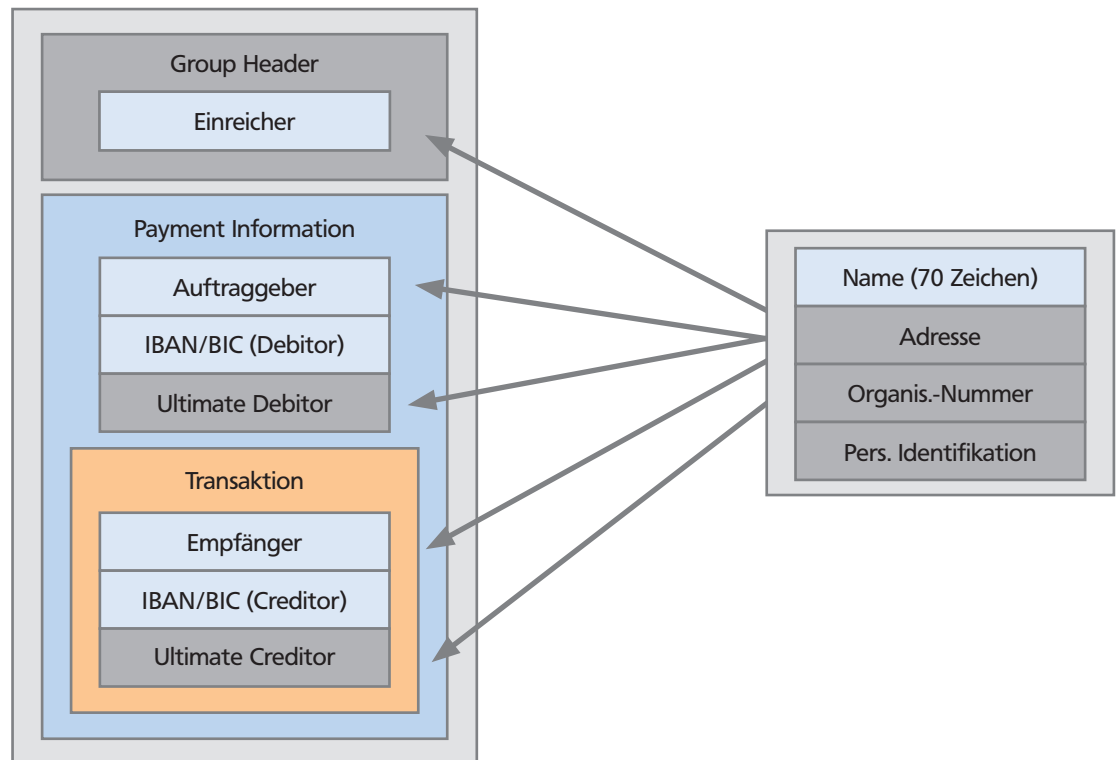 Group Header
Einreicher
Payment Information
Auftraggeber
IBAN/BIC (Debitor)
Ultimate Debitor
Transaktion
Empfänger
IBAN/BIC (Creditor)
Ultimate Creditor
Name (70 Zeichen)
Adresse
Organis.-Nummer
Pers. Identifikation